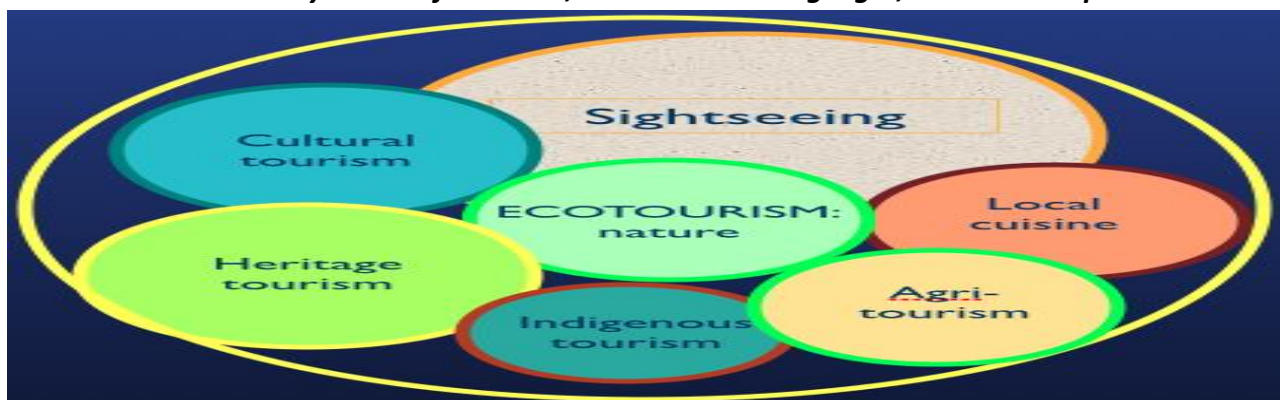 Sightseeing
Cultural
tourism
ECOTOURISM:
nature
Local
cuisine
Heritage
tourism
Agri-
tourism
Indigenous
tourism